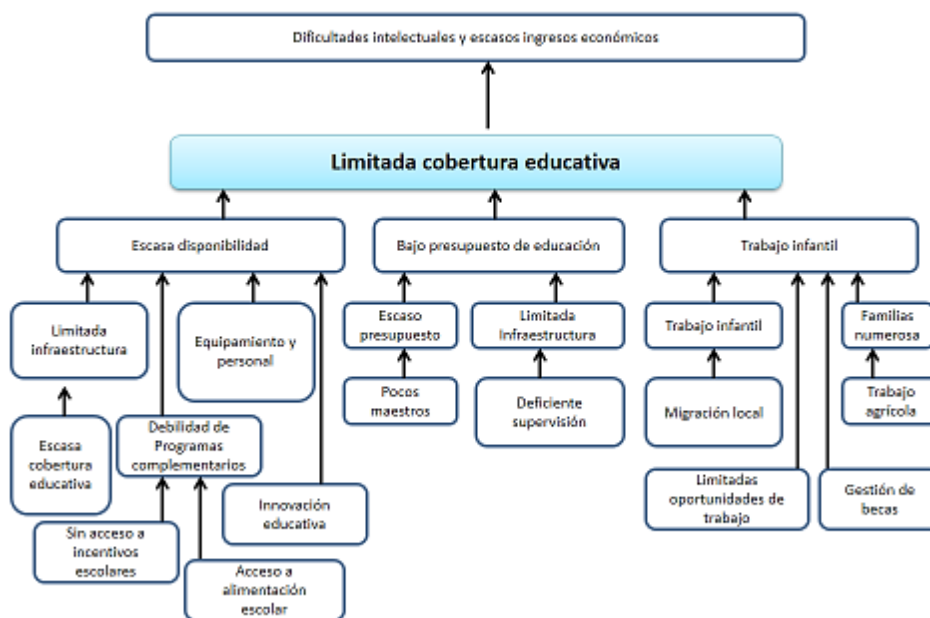 Dificultades intelectuales y escasos ingresos económicos
Limitada cobertura educativa
Escasa disponibilidad
Bajo presupuesto de educación
Trabajo infantil
Limitada
infraestructura
Equipamiento y
personal
Escaso
presupuesto
Limitada
Infraestructura
Trabajo infantil
Familias
numerosa
Pocos
maestros
Deficiente
supervisión
Migración local
Trabajo
agrícola
Escasa
cobertura
educativa
Debilidad de
Programas
complementarios
Innovación
educativa
Limitadas
oportunidades de
trabajo
Gestión de
becas
Sin acceso a
incentivos
escolares
Acceso a
alimentación
escolar